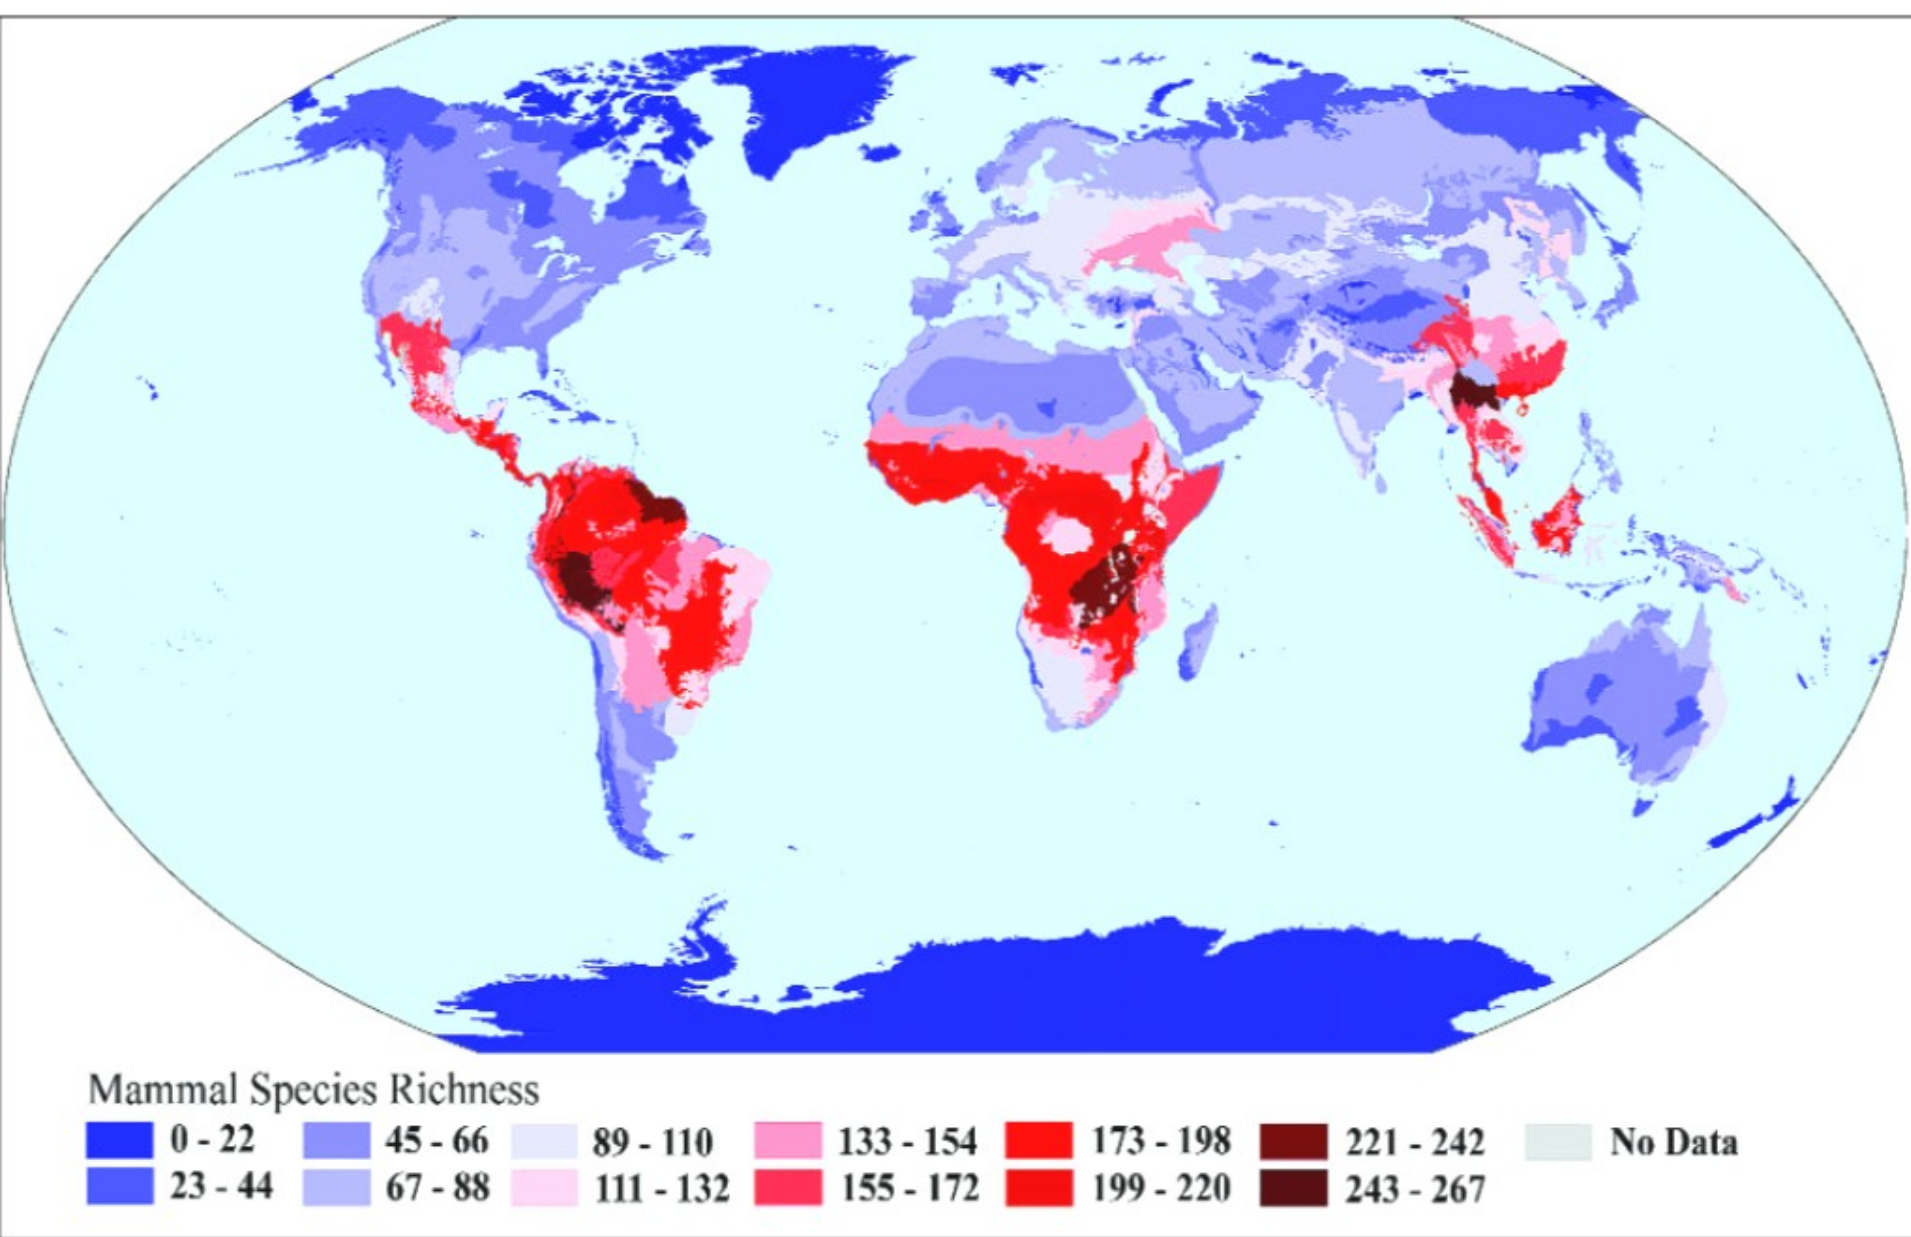 Mammal Species Richness
0 - 22 45 - 66 89 - 110 133 - 154 173 - 198 221 - 242 No Data
23 - 44 67 - 88 111 - 132 155 - 172 199 - 220 243 - 267